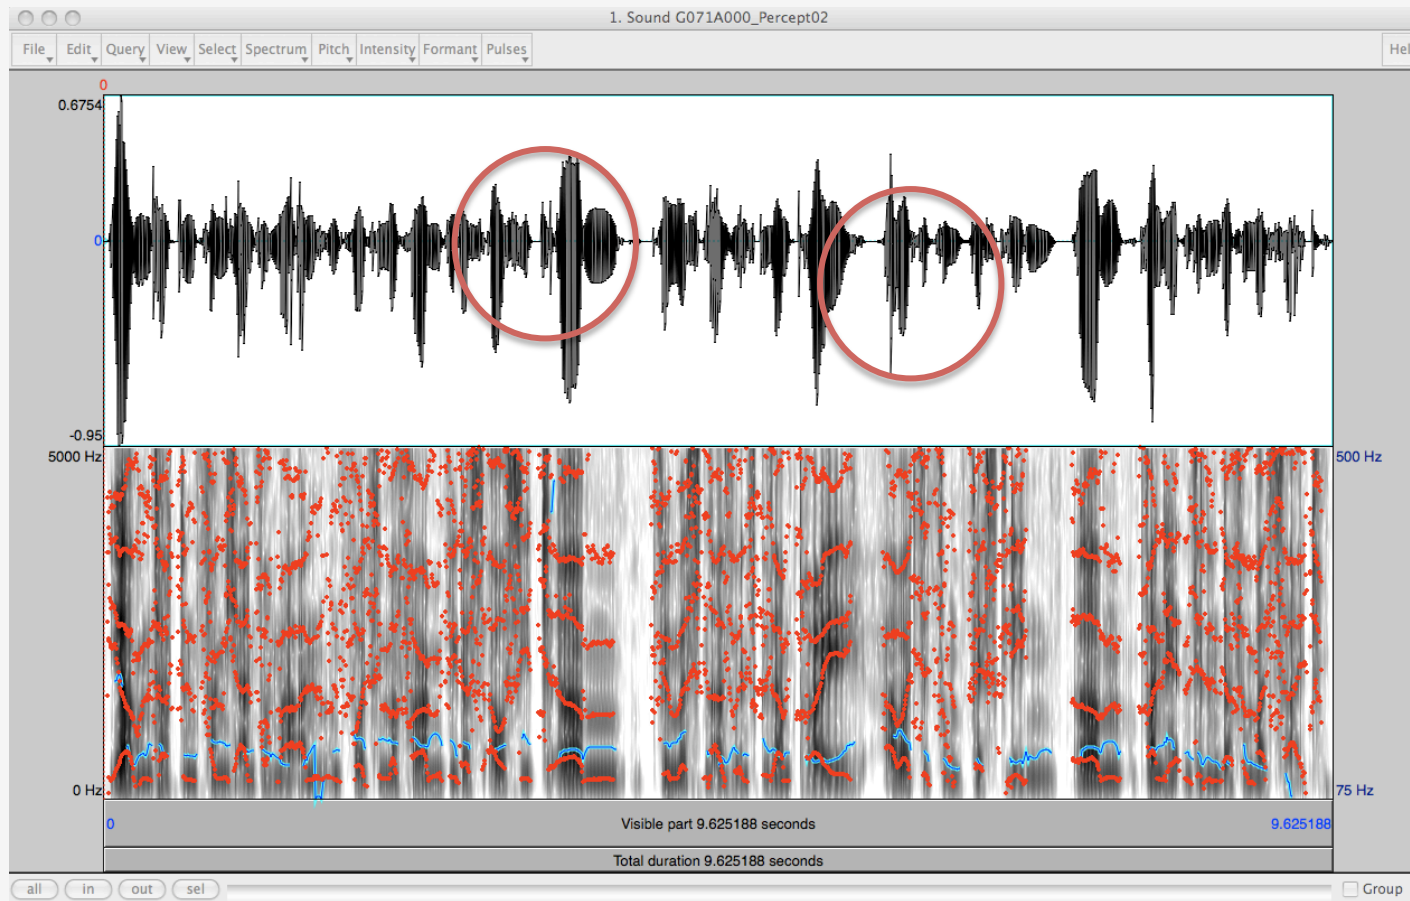 1. Sound G071A000_Percept02
File Edit Query View Select Spectrum Pitch Intensity Formant Pulses Hel
0
0.6754
0
-0.95
5000 Hz 500 Hz
0 Hz 75 Hz
0 Visible part 9.625188 seconds 9.625188
Total duration 9.625188 seconds
all in out sel Group